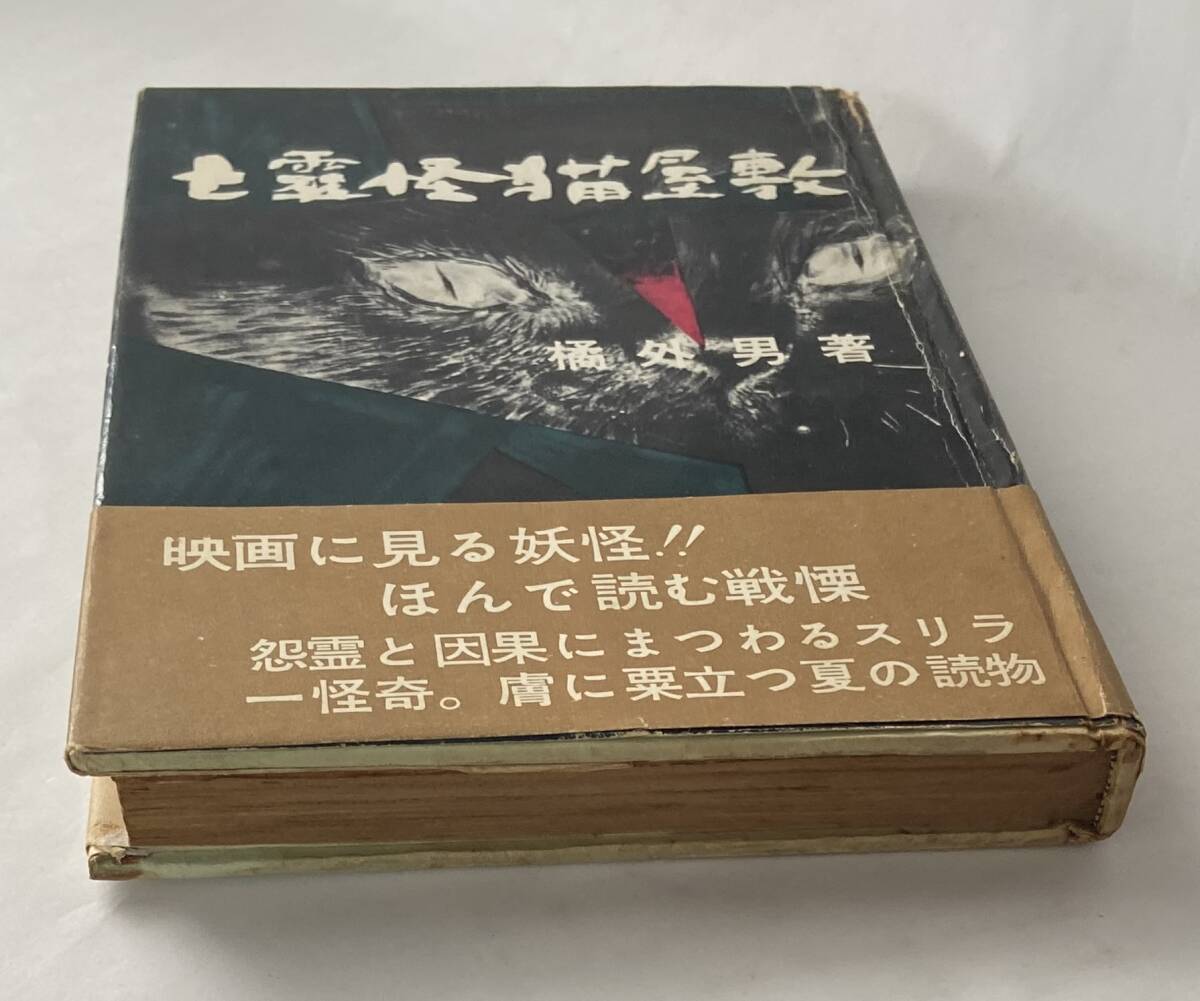 亡霊怪猫屋敷
橘外男著
映画に見る妖怪!!
ほんで読む戦慄
怨霊と因果にまつわるスリラ
ー怪奇。膚に粟立つ夏の読物